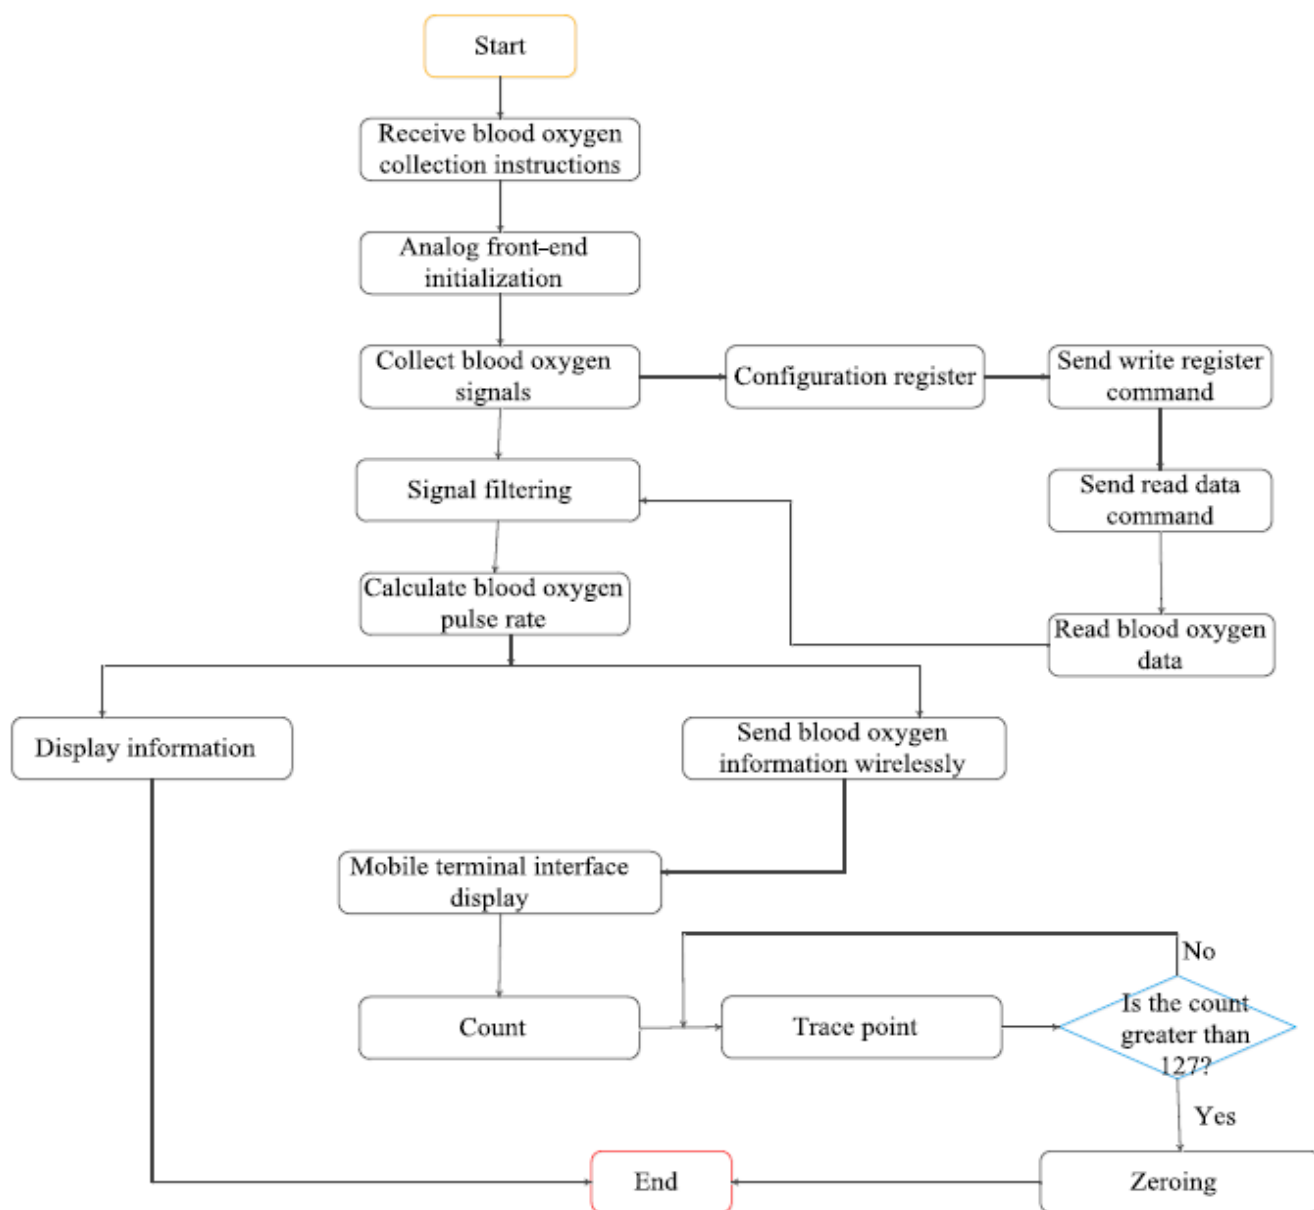 Start
Receive blood oxygen
collection instructions
Analog front-end
initialization
Collect blood oxygen
signals
Configuration register
Send write register
command
Signal filtering
Send read data
command
Calculate blood oxygen
pulse rate
Read blood oxygen
data
Display information
Send blood oxygen
information wirelessly
Mobile terminal interface
display
No
Count
Trace point
Is the count
greater than
127?
Yes
End
Zeroing